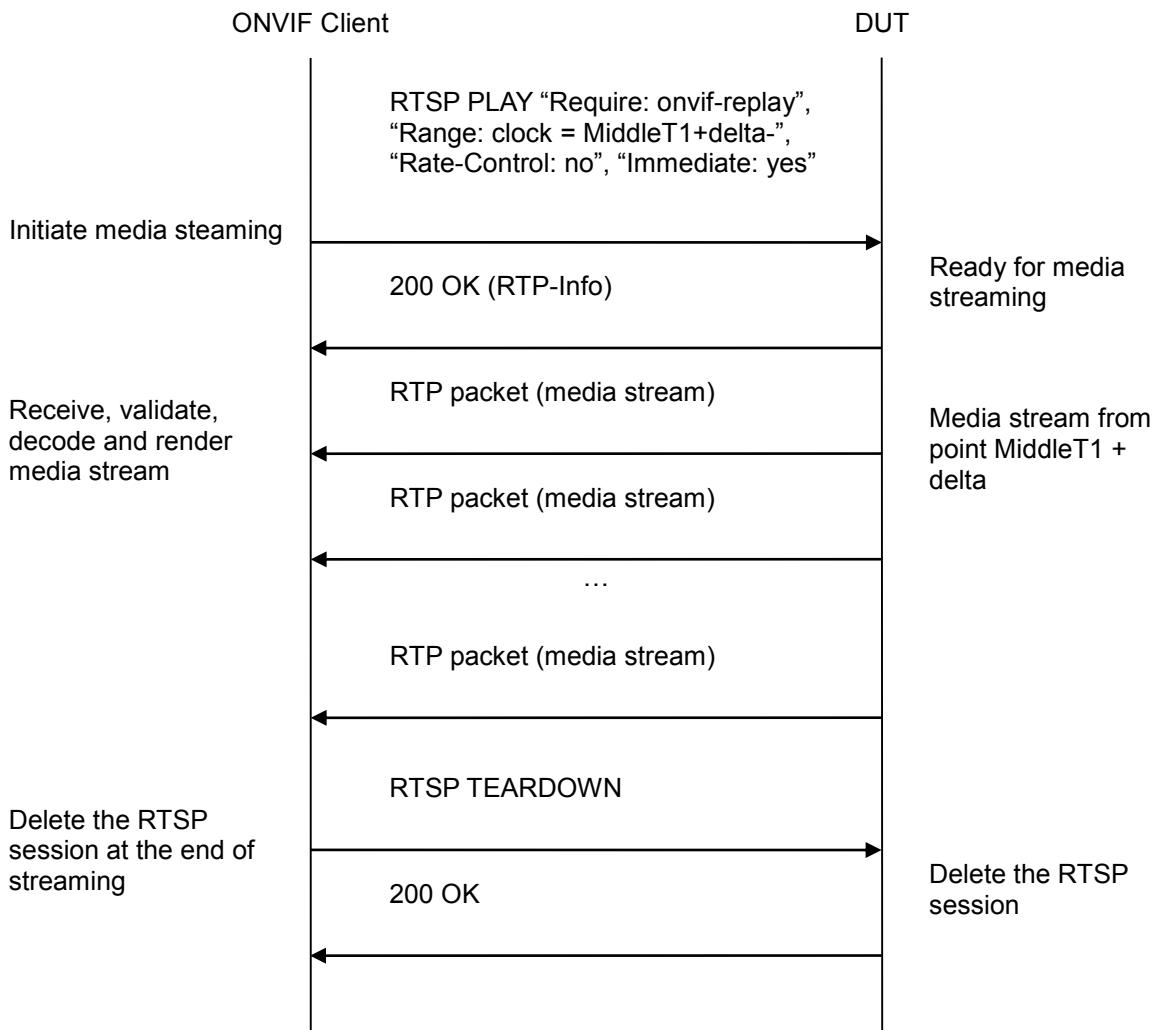 ONVIF Client
DUT
RTSP PLAY “Require: onvif-replay”,
“Range: clock = MiddleT1+delta-”,
“Rate-Control: no”, “Immediate: yes”
Initiate media steaming
Ready for media
streaming
200 OK (RTP-Info)
RTP packet (media stream)
Receive, validate,
decode and render
media stream
Media stream from
point MiddleT1 +
delta
RTP packet (media stream)
…
RTP packet (media stream)
RTSP TEARDOWN
Delete the RTSP
session at the end of
streaming
Delete the RTSP
session
200 OK